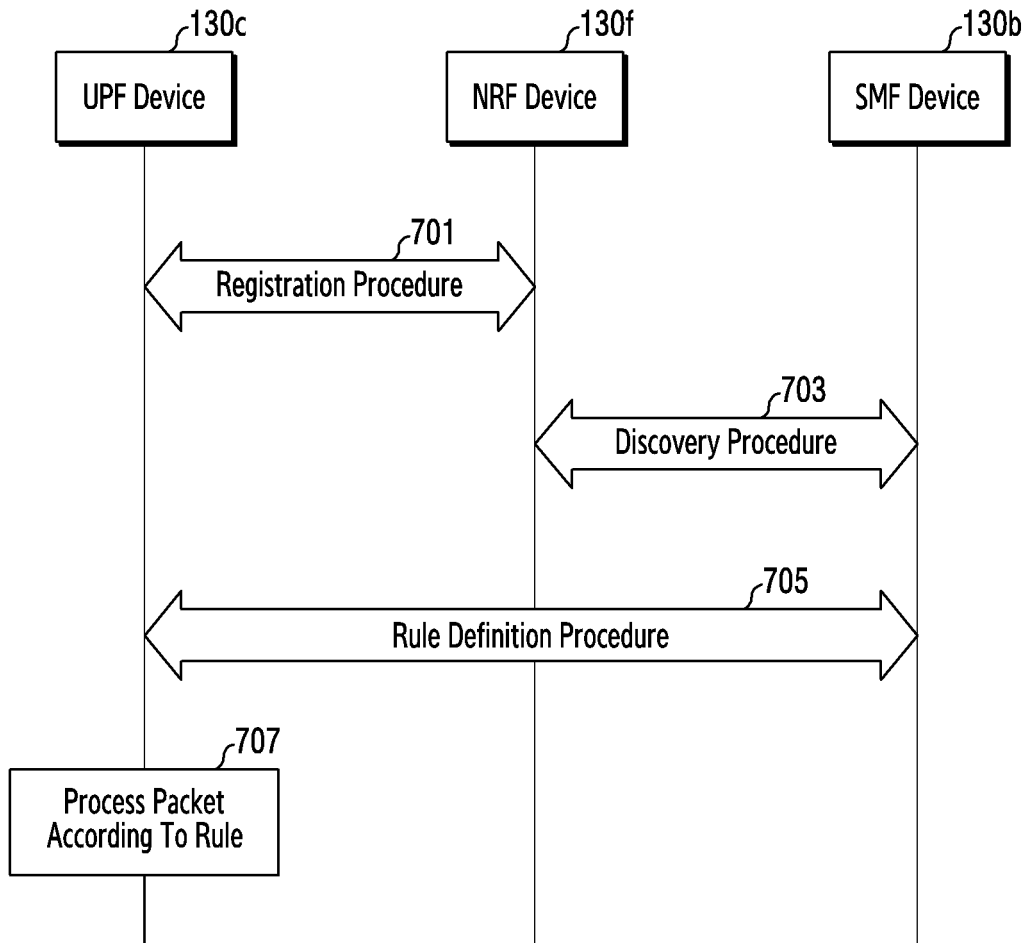 130c
130f
130b
UPF Device
NRF Device
SMF Device
701
Registration Procedure
703
Discovery Procedure
705
Rule Definition Procedure
707
Process Packet
According To Rule